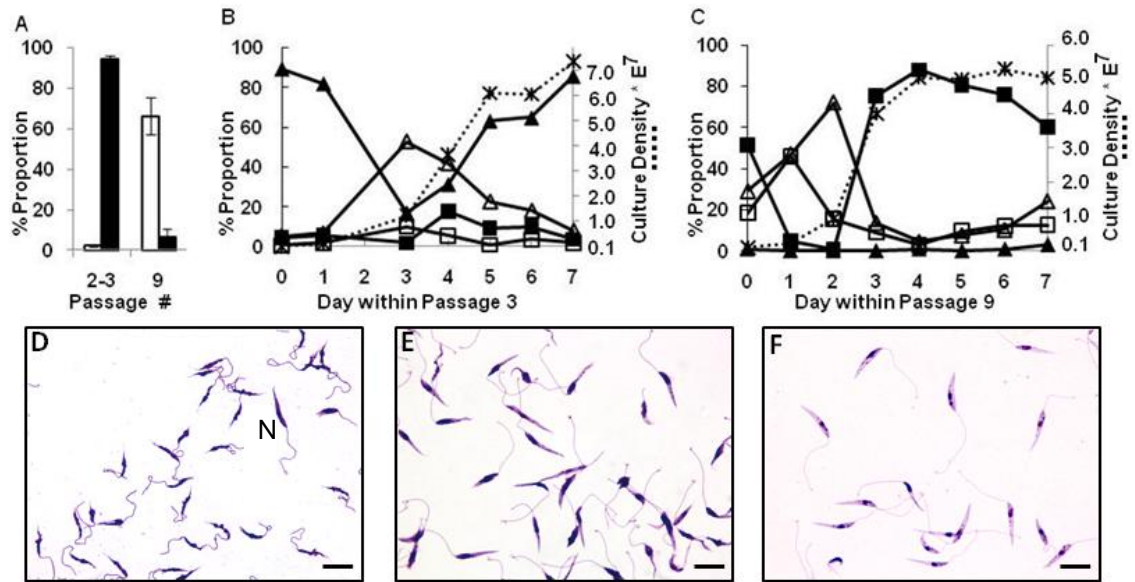 A
% Proportion
100
80
60
40
20
0
2-3 9
Passage #
B
% Proportion
100
80
60
40
20
0
0 1 2 3 4 5 6 7
Day within Passage 3
7.0
6.0
5.0
4.0
3.0
2.0
1.0
0.1
Culture Density * E7
C
% Proportion
100
80
60
40
20
0
0 1 2 3 4 5 6 7
Day within Passage 9
6.0
5.0
4.0
3.0
2.0
1.0
0.1
Culture Density * E7
D
N
E
F